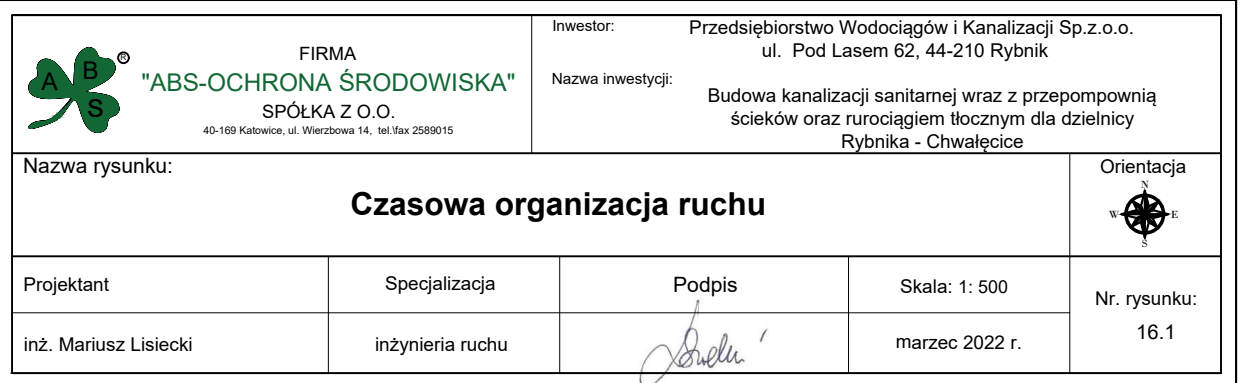 A B S ®
FIRMA
"ABS-OCHRONA ŚRODOWISKA"
SPÓŁKA Z O.O.
40-169 Katowice, ul. Wierzbowa 14, tel.\fax 2589015
Inwestor:
Przedsiębiorstwo Wodociągów i Kanalizacji Sp.z.o.o.
ul. Pod Lasem 62, 44-210 Rybnik
Nazwa inwestycji:
Budowa kanalizacji sanitarnej wraz z przepompownią
ścieków oraz rurociągiem tłocznym dla dzielnicy
Rybnika - Chwałęcice
Nazwa rysunku:
Czasowa organizacja ruchu
Orientacja
N
W E
S
Projektant
Specjalizacja
Podpis
Skala: 1: 500
Nr. rysunku:
16.1
inż. Mariusz Lisiecki
inżynieria ruchu
marzec 2022 r.